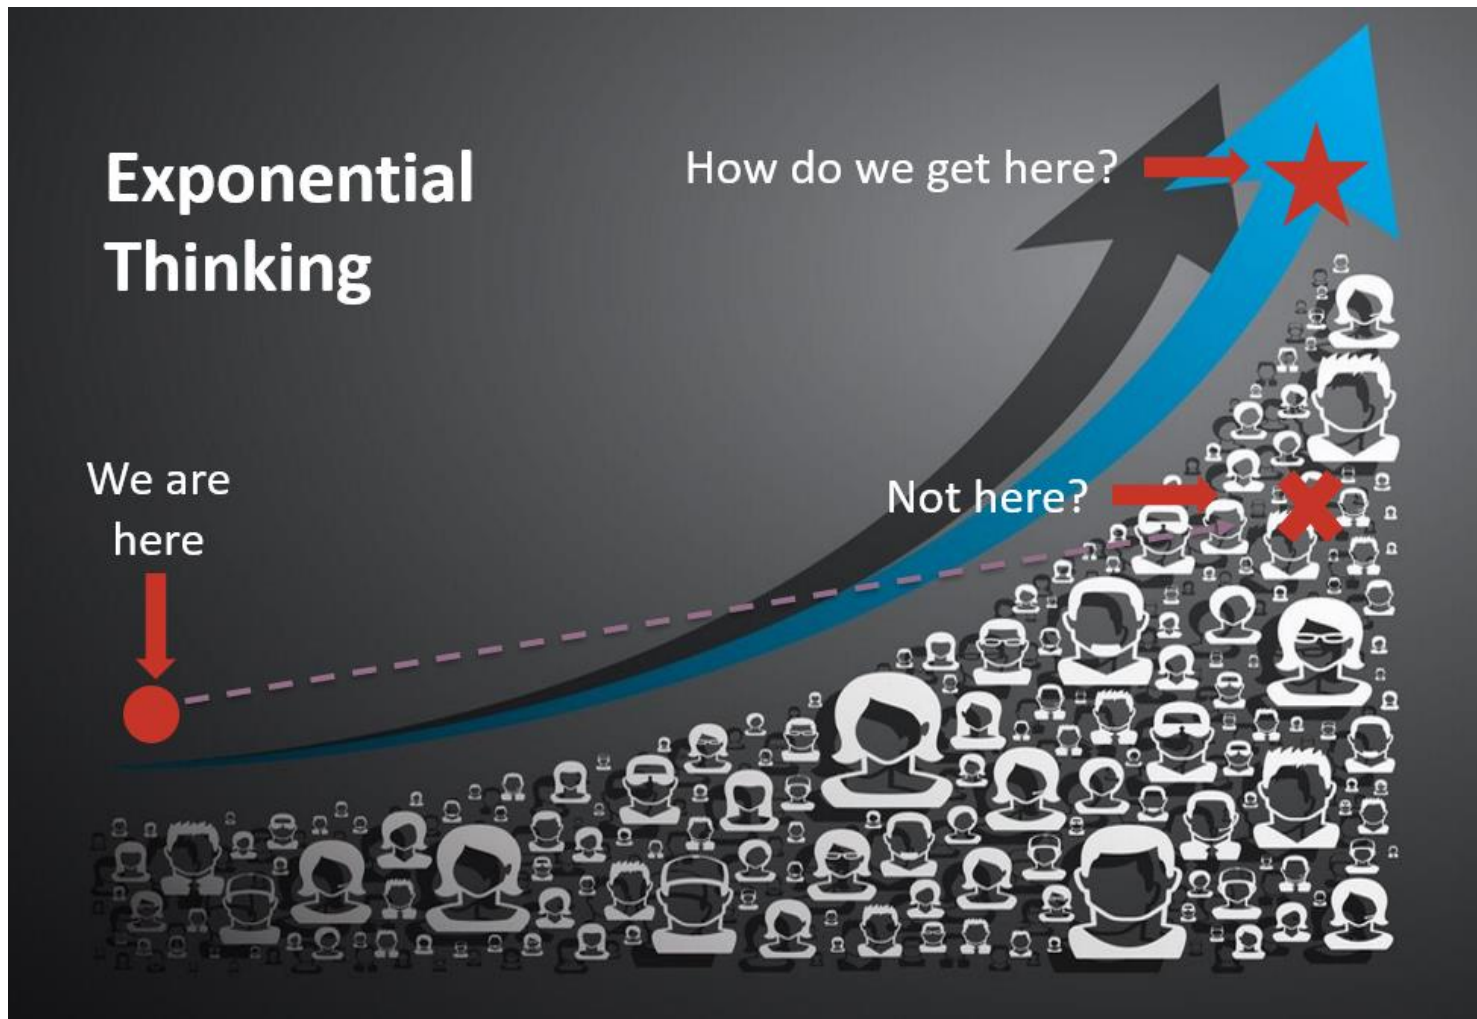 Exponential
Thinking
How do we get here?
We are
here
Not here?